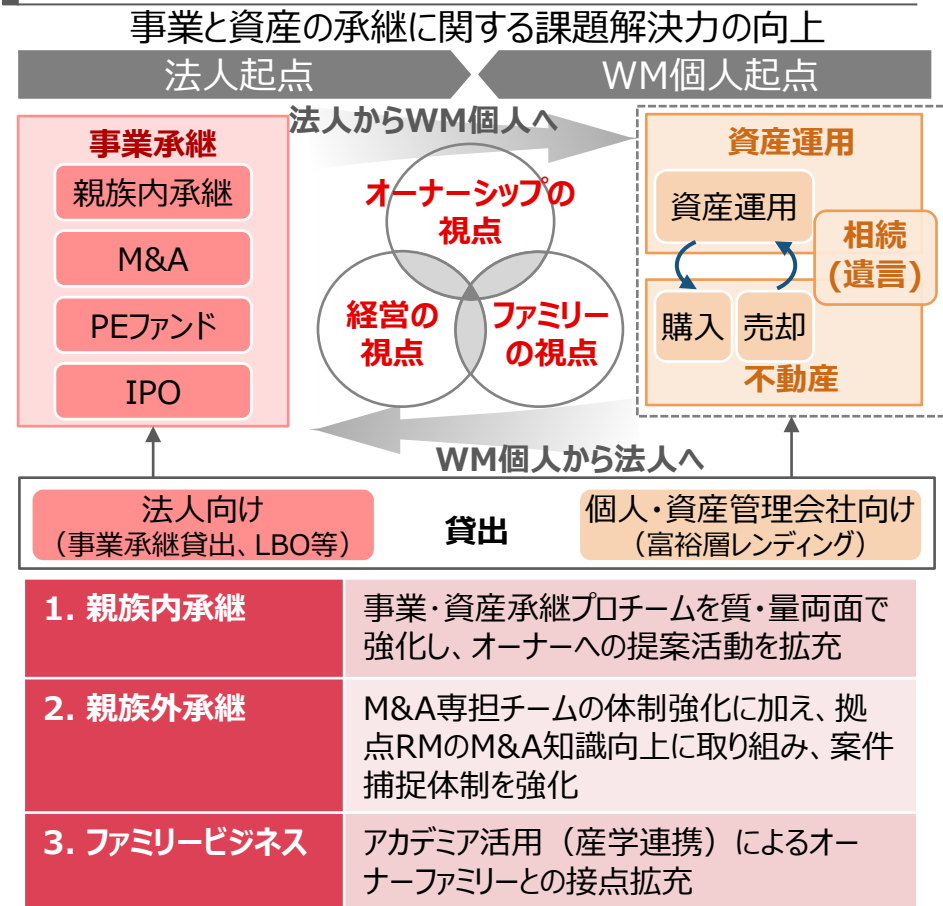 事業と資産の承継に関する課題解決力の向上
法人起点
WM個人起点
法人からWM個人へ
事業承継
親族内承継
M&A
PEファンド
IPO
オーナーシップの
視点
経営の
視点
ファミリー
の視点
資産運用
資産運用
相続
(遺言)
購入
売却
不動産
WM個人から法人へ
法人向け
（事業承継貸出、LBO等）
貸出
個人・資産管理会社向け
（富裕層レンディング）
1. 親族内承継
事業・資産承継プロチームを質・量両面で
強化し、オーナーへの提案活動を拡充
2. 親族外承継
M&A専担チームの体制強化に加え、拠
点RMのM&A知識向上に取り組み、案件
捕捉体制を強化
3. ファミリービジネス
アカデミア活用（産学連携）によるオー
ナーファミリーとの接点拡充